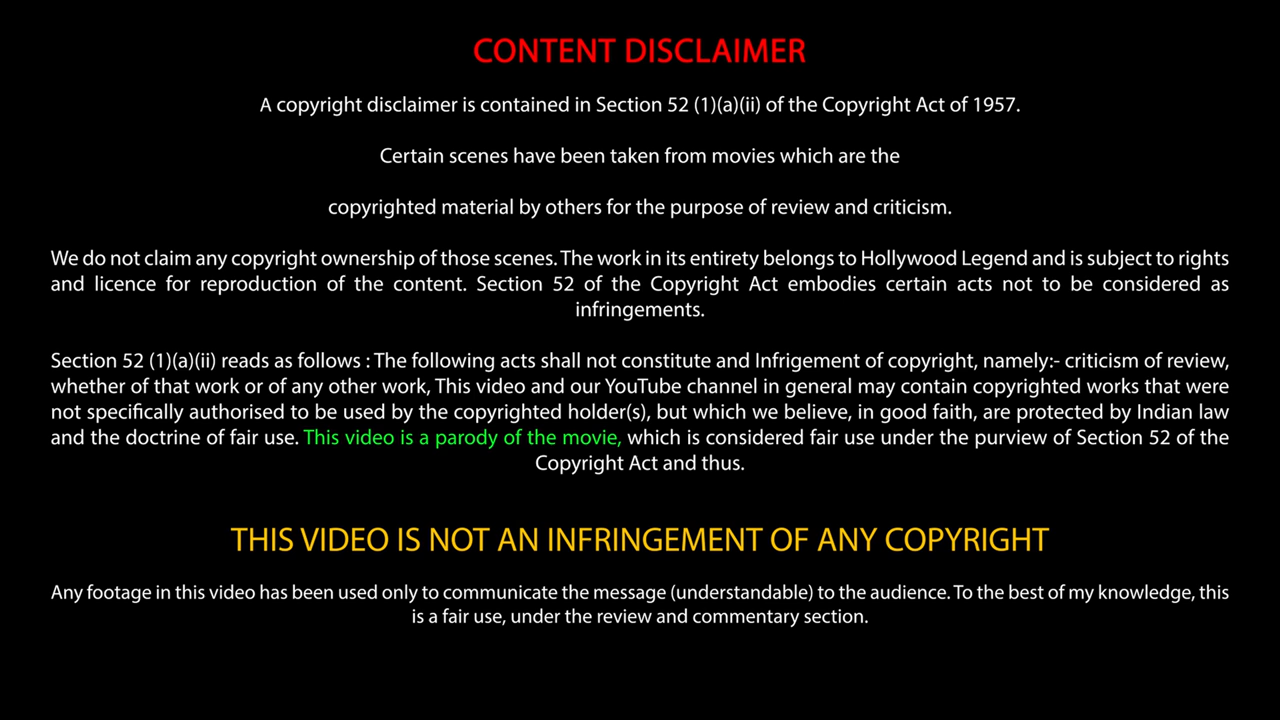 CONTENT DISCLAIMER
A copyright disclaimer is contained in Section 52 (1)(a)(ii) of the Copyright Act of 1957.
Certain scenes have been taken from movies which are the
copyrighted material by others for the purpose of review and criticism.
We do not claim any copyright ownership of those scenes. The work in its entirety belongs to Hollywood Legend and is subject to rights
and licence for reproduction of the content. Section 52 of the Copyright Act embodies certain acts not to be considered as
infringements.
Section 52 (1)(a)(ii) reads as follows : The following acts shall not constitute and Infrigement of copyright, namely:- criticism of review,
whether of that work or of any other work, This video and our YouTube channel in general may contain copyrighted works that were
not specifically authorised to be used by the copyrighted holder(s), but which we believe, in good faith, are protected by Indian law
and the doctrine of fair use. This video is a parody of the movie, which is considered fair use under the purview of Section 52 of the
Copyright Act and thus.
THIS VIDEO IS NOT AN INFRINGEMENT OF ANY COPYRIGHT
Any footage in this video has been used only to communicate the message (understandable) to the audience. To the best of my knowledge, this
is a fair use, under the review and commentary section.